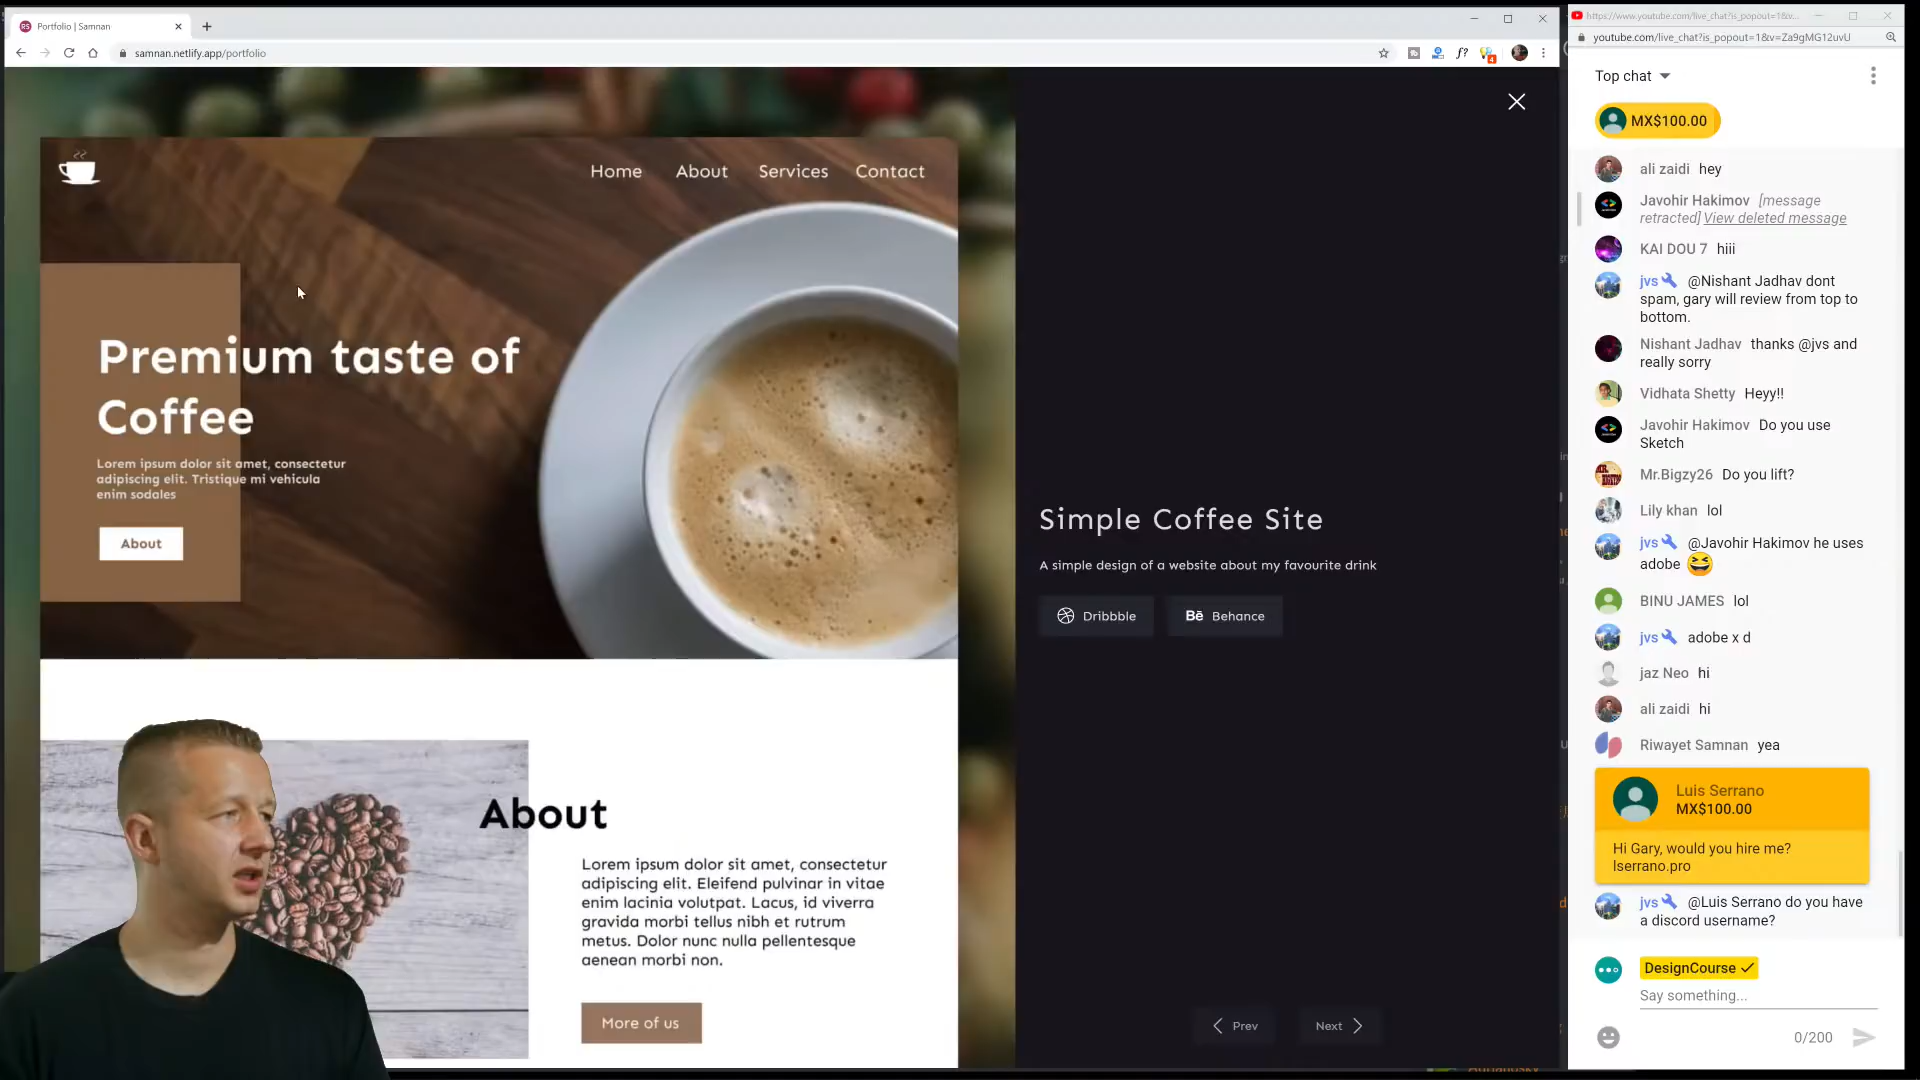 Portfolio | Samnan
samnan.netlify.app/portfolio
f?
4
Home About Services Contact
Premium taste of
Coffee
Lorem ipsum dolor sit amet, consectetur
adipiscing elit. Tristique mi vehicula
enim sodales
About
About
Lorem ipsum dolor sit amet, consectetur
adipiscing elit. Eleifend pulvinar in vitae
enim lacinia volutpat. Lacus, id viverra
gravida morbi tellus nibh et rutrum
metus. Dolor nunc nulla pellentesque
aenean morbi non.
More of us
Simple Coffee Site
A simple design of a website about my favourite drink
Dribbble
Bē Behance
Prev
Next
https://www.youtube.com/live_chat?is_popout=1&v...
youtube.com/live_chat?is_popout=1&v=Za9gMG12uvU
Top chat
MX$100.00
ali zaidi hey
Javohir Hakimov [message
retracted] View deleted message
KAI DOU 7 hiii
jvs @Nishant Jadhav dont
spam, gary will review from top to
bottom.
Nishant Jadhav thanks @jvs and
really sorry
Vidhata Shetty Heyy!!
Javohir Hakimov Do you use
Sketch
Mr.Bigzy26 Do you lift?
Lily khan lol
jvs @Javohir Hakimov he uses
adobe
BINU JAMES lol
jvs adobe x d
jaz Neo hi
ali zaidi hi
Riwayet Samnan yea
Luis Serrano
MX$100.00
Hi Gary, would you hire me?
lserrano.pro
jvs @Luis Serrano do you have
a discord username?
DesignCourse
Say something...
0/200